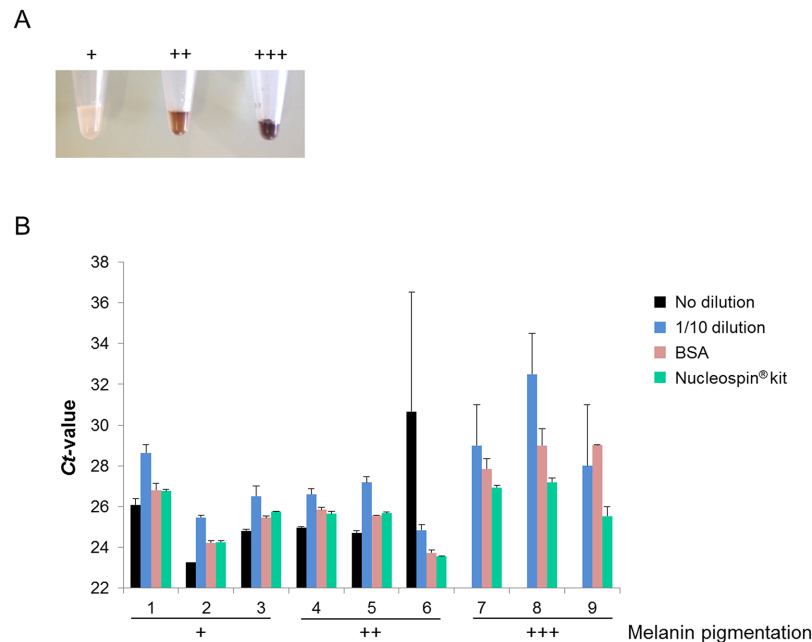 A
+ ++ +++
B
38
36
34
32
30
28
26
24
22
Ct-value
No dilution
1/10 dilution
BSA
Nucleospin® kit
1 2 3 4 5 6 7 8 9
+ ++ +++ Melanin pigmentation